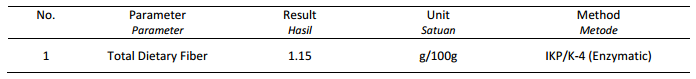 No. Parameter Result Unit Method
Parameter Hasil Satuan Metode
1 Total Dietary Fiber 1.15 g/100g IKP/K-4 (Enzymatic)